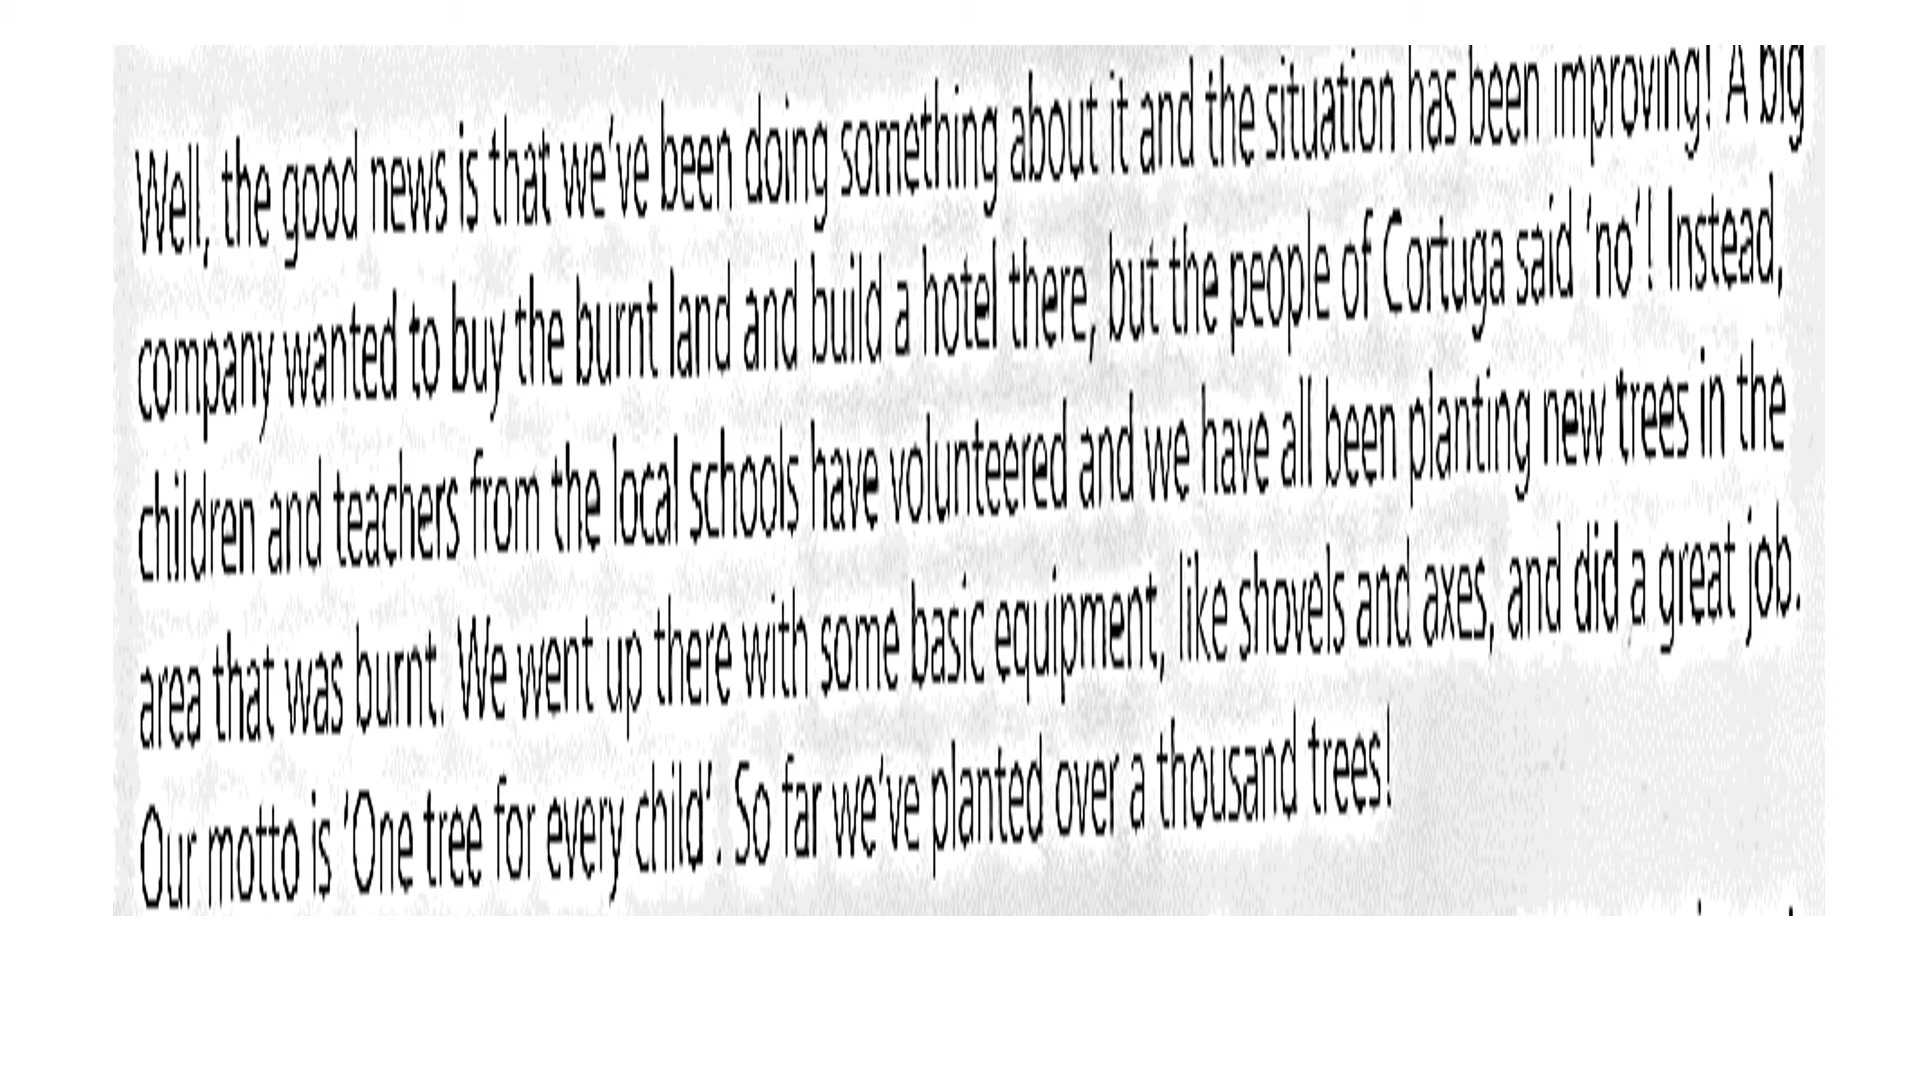 Well, the good news is that we've been doing something about it and the situation has been improving! A big
company wanted to buy the burnt land and build a hotel there, but the people of Cortuga said 'no'! Instead,
children and teachers from the local schools have volunteered and we have all been planting new trees in the
area that was burnt. We went up there with some basic equipment, like shovels and axes, and did a great job.
Our motto is 'One tree for every child'. So far we've planted over a thousand trees!